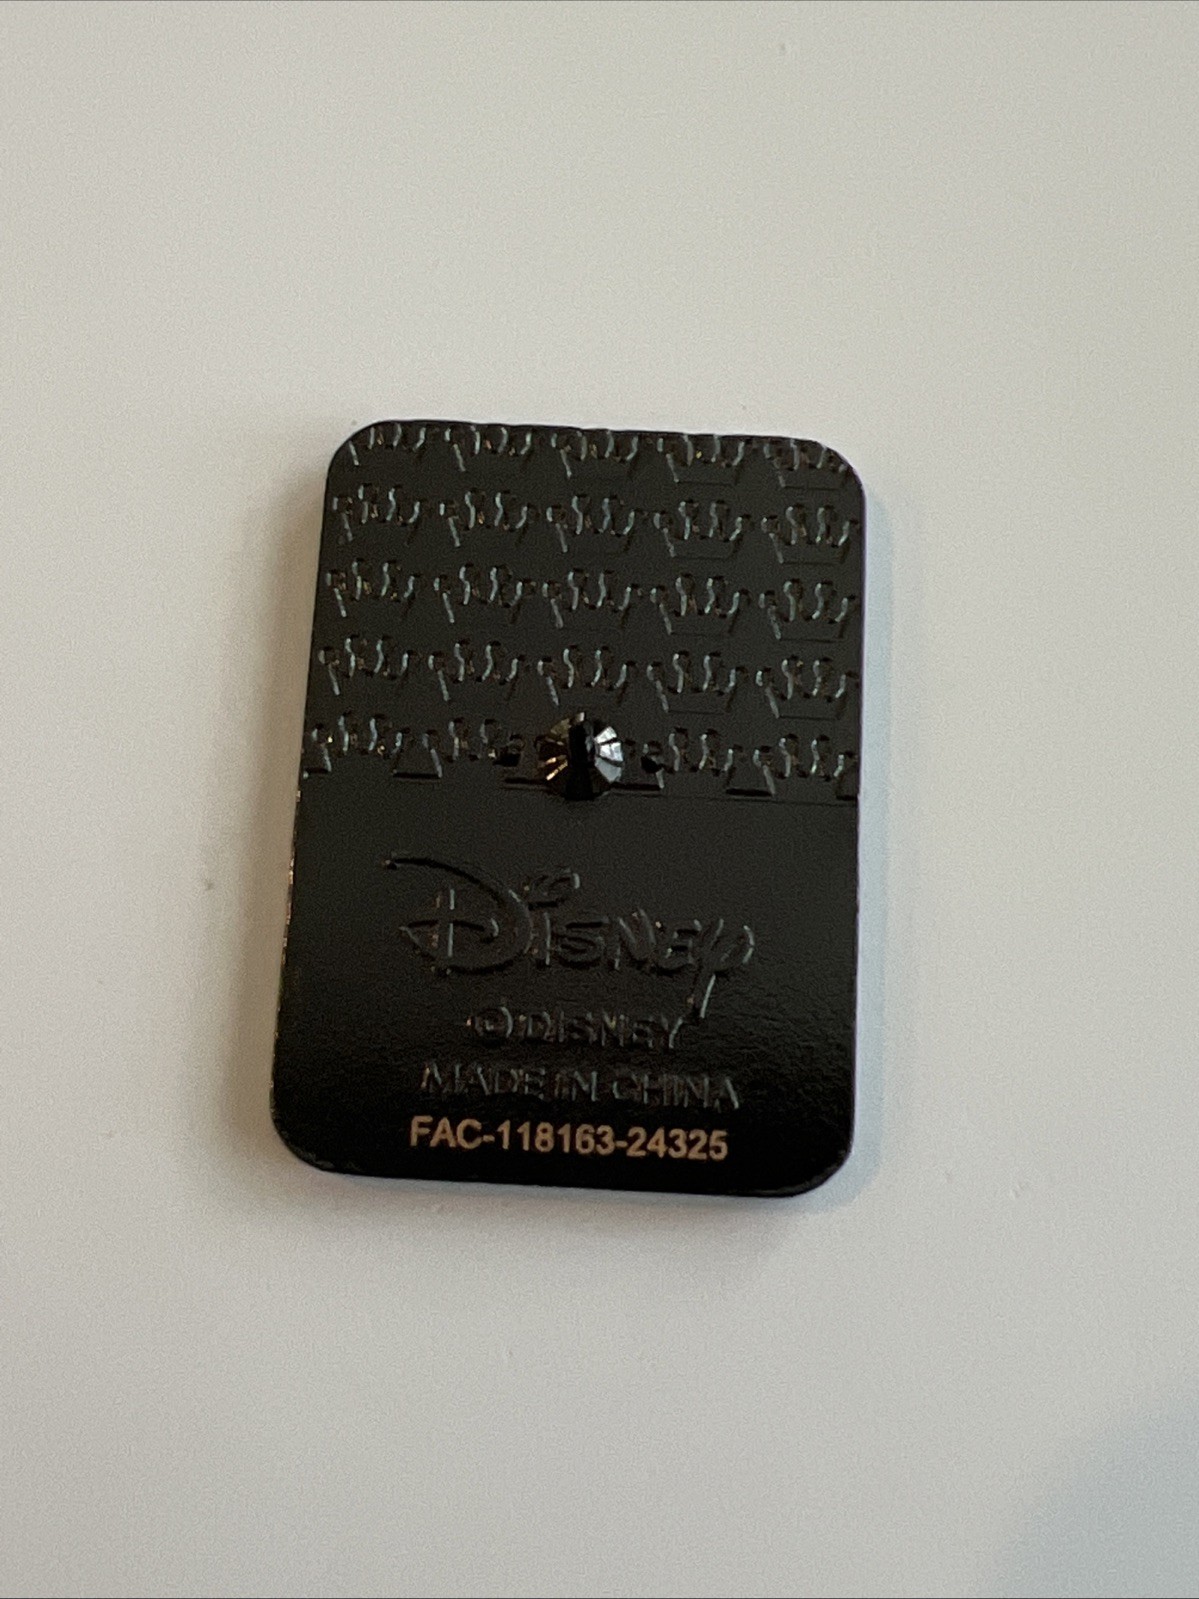 Disney
©DISNEY
MADE IN CHINA
FAC-118163-24325